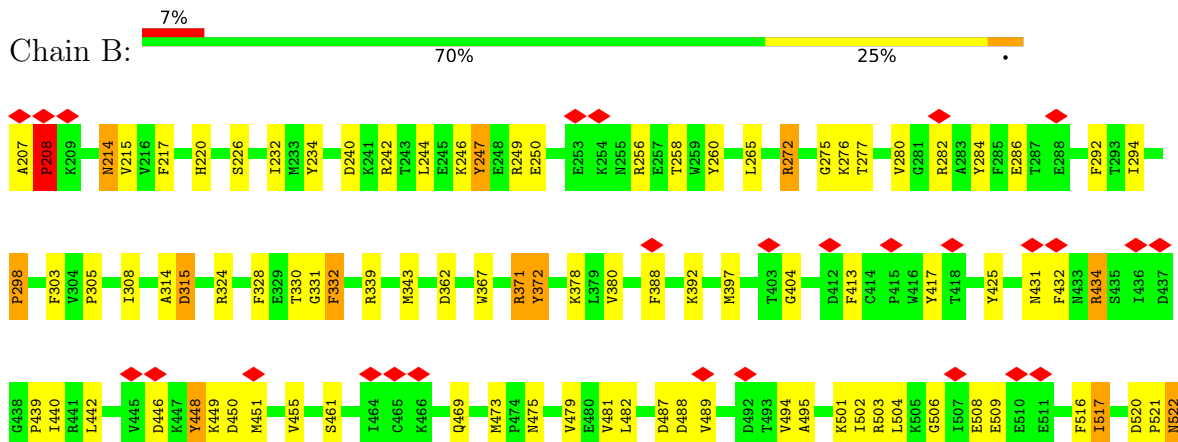 7%
Chain B:
70% 25% •
A207 P208 K209 N214 V215 V216 F217 H220 S226 I232 M233 Y234 D240 K241 R242 T243 L244 E245 K246 Y247 E248 R249 E250 E253 K254 N255 R256 E257 T258 W259 Y260 L265 R272 G275 K276 T277 V280 G281 R282 A283 Y284 F285 E286 T287 E288 F292 T293 I294
P298 F303 V304 P305 I308 A314 D315 R324 F328 E329 T330 G331 F332 R339 M343 D362 W367 R371 Y372 K378 L379 V380 F388 K392 M397 T403 G404 D412 F413 C414 P415 W416 Y417 T418 Y425 N431 F432 N433 R434 S435 I436 D437
G438 P439 I440 R441 L442 V445 D446 K447 Y448 K449 D450 M451 V455 S461 I464 C465 K466 Q469 M473 P474 N475 V479 E480 V481 L482 D487 D488 V489 D492 T493 V494 A495 K501 I502 R503 L504 K505 G506 I507 E508 E509 E510 E511 F516 I517 D520 P521 N522